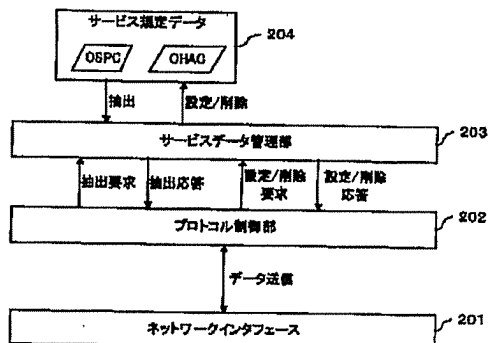 サービス規定データ
204
OSPC
OHAG
抽出
設定/削除
サービスデータ管理部
203
抽出要求
抽出応答
設定/削除
要求
設定/削除
応答
プロトコル制御部
202
データ送信
ネットワークインタフェース
201